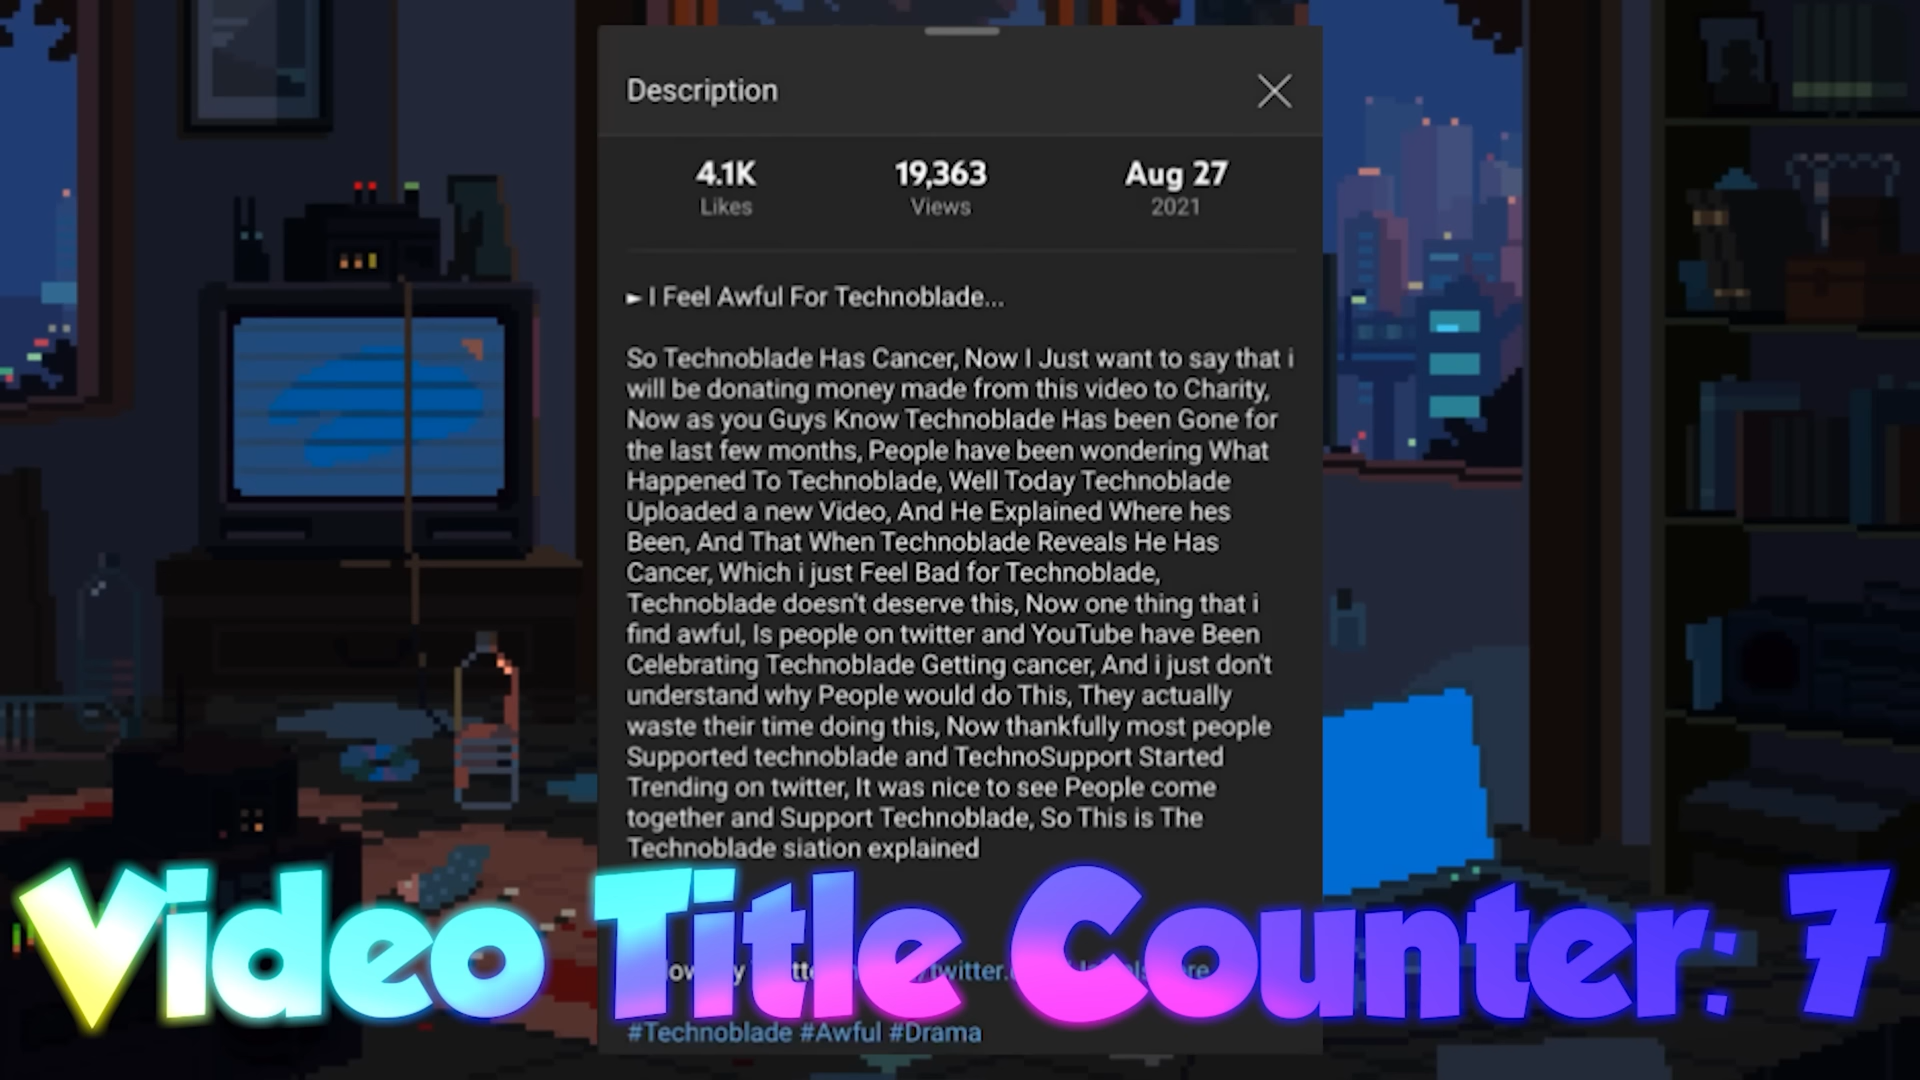 Description
4.1K 19,363 Aug 27
Likes Views 2021
► I Feel Awful For Technoblade...
So Technoblade Has Cancer, Now I Just want to say that i
will be donating money made from this video to Charity,
Now as you Guys Know Technoblade Has been Gone for
the last few months, People have been wondering What
Happened To Technoblade, Well Today Technoblade
Uploaded a new Video, And He Explained Where hes
Been, And That When Technoblade Reveals He Has
Cancer, Which i just Feel Bad for Technoblade,
Technoblade doesn't deserve this, Now one thing that i
find awful, Is people on twitter and YouTube have Been
Celebrating Technoblade Getting cancer, And i just don't
understand why People would do This, They actually
waste their time doing this, Now thankfully most people
Supported technoblade and TechnoSupport Started
Trending on twitter, It was nice to see People come
together and Support Technoblade, So This is The
Technoblade siation explained
Video Title Counter: 7
#Technoblade #Awful #Drama